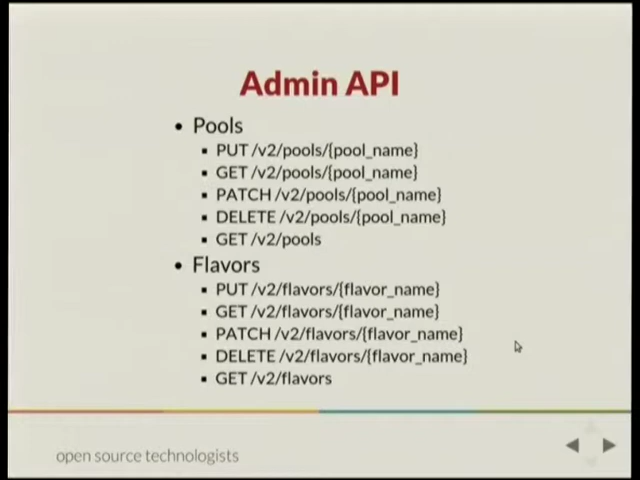 Admin API
• Pools
▪ PUT /v2/pools/{pool_name}
▪ GET /v2/pools/{pool_name}
▪ PATCH /v2/pools/{pool_name}
▪ DELETE /v2/pools/{pool_name}
▪ GET /v2/pools
• Flavors
▪ PUT /v2/flavors/{flavor_name}
▪ GET /v2/flavors/{flavor_name}
▪ PATCH /v2/flavors/{flavor_name}
▪ DELETE /v2/flavors/{flavor_name}
▪ GET /v2/flavors
open source technologists